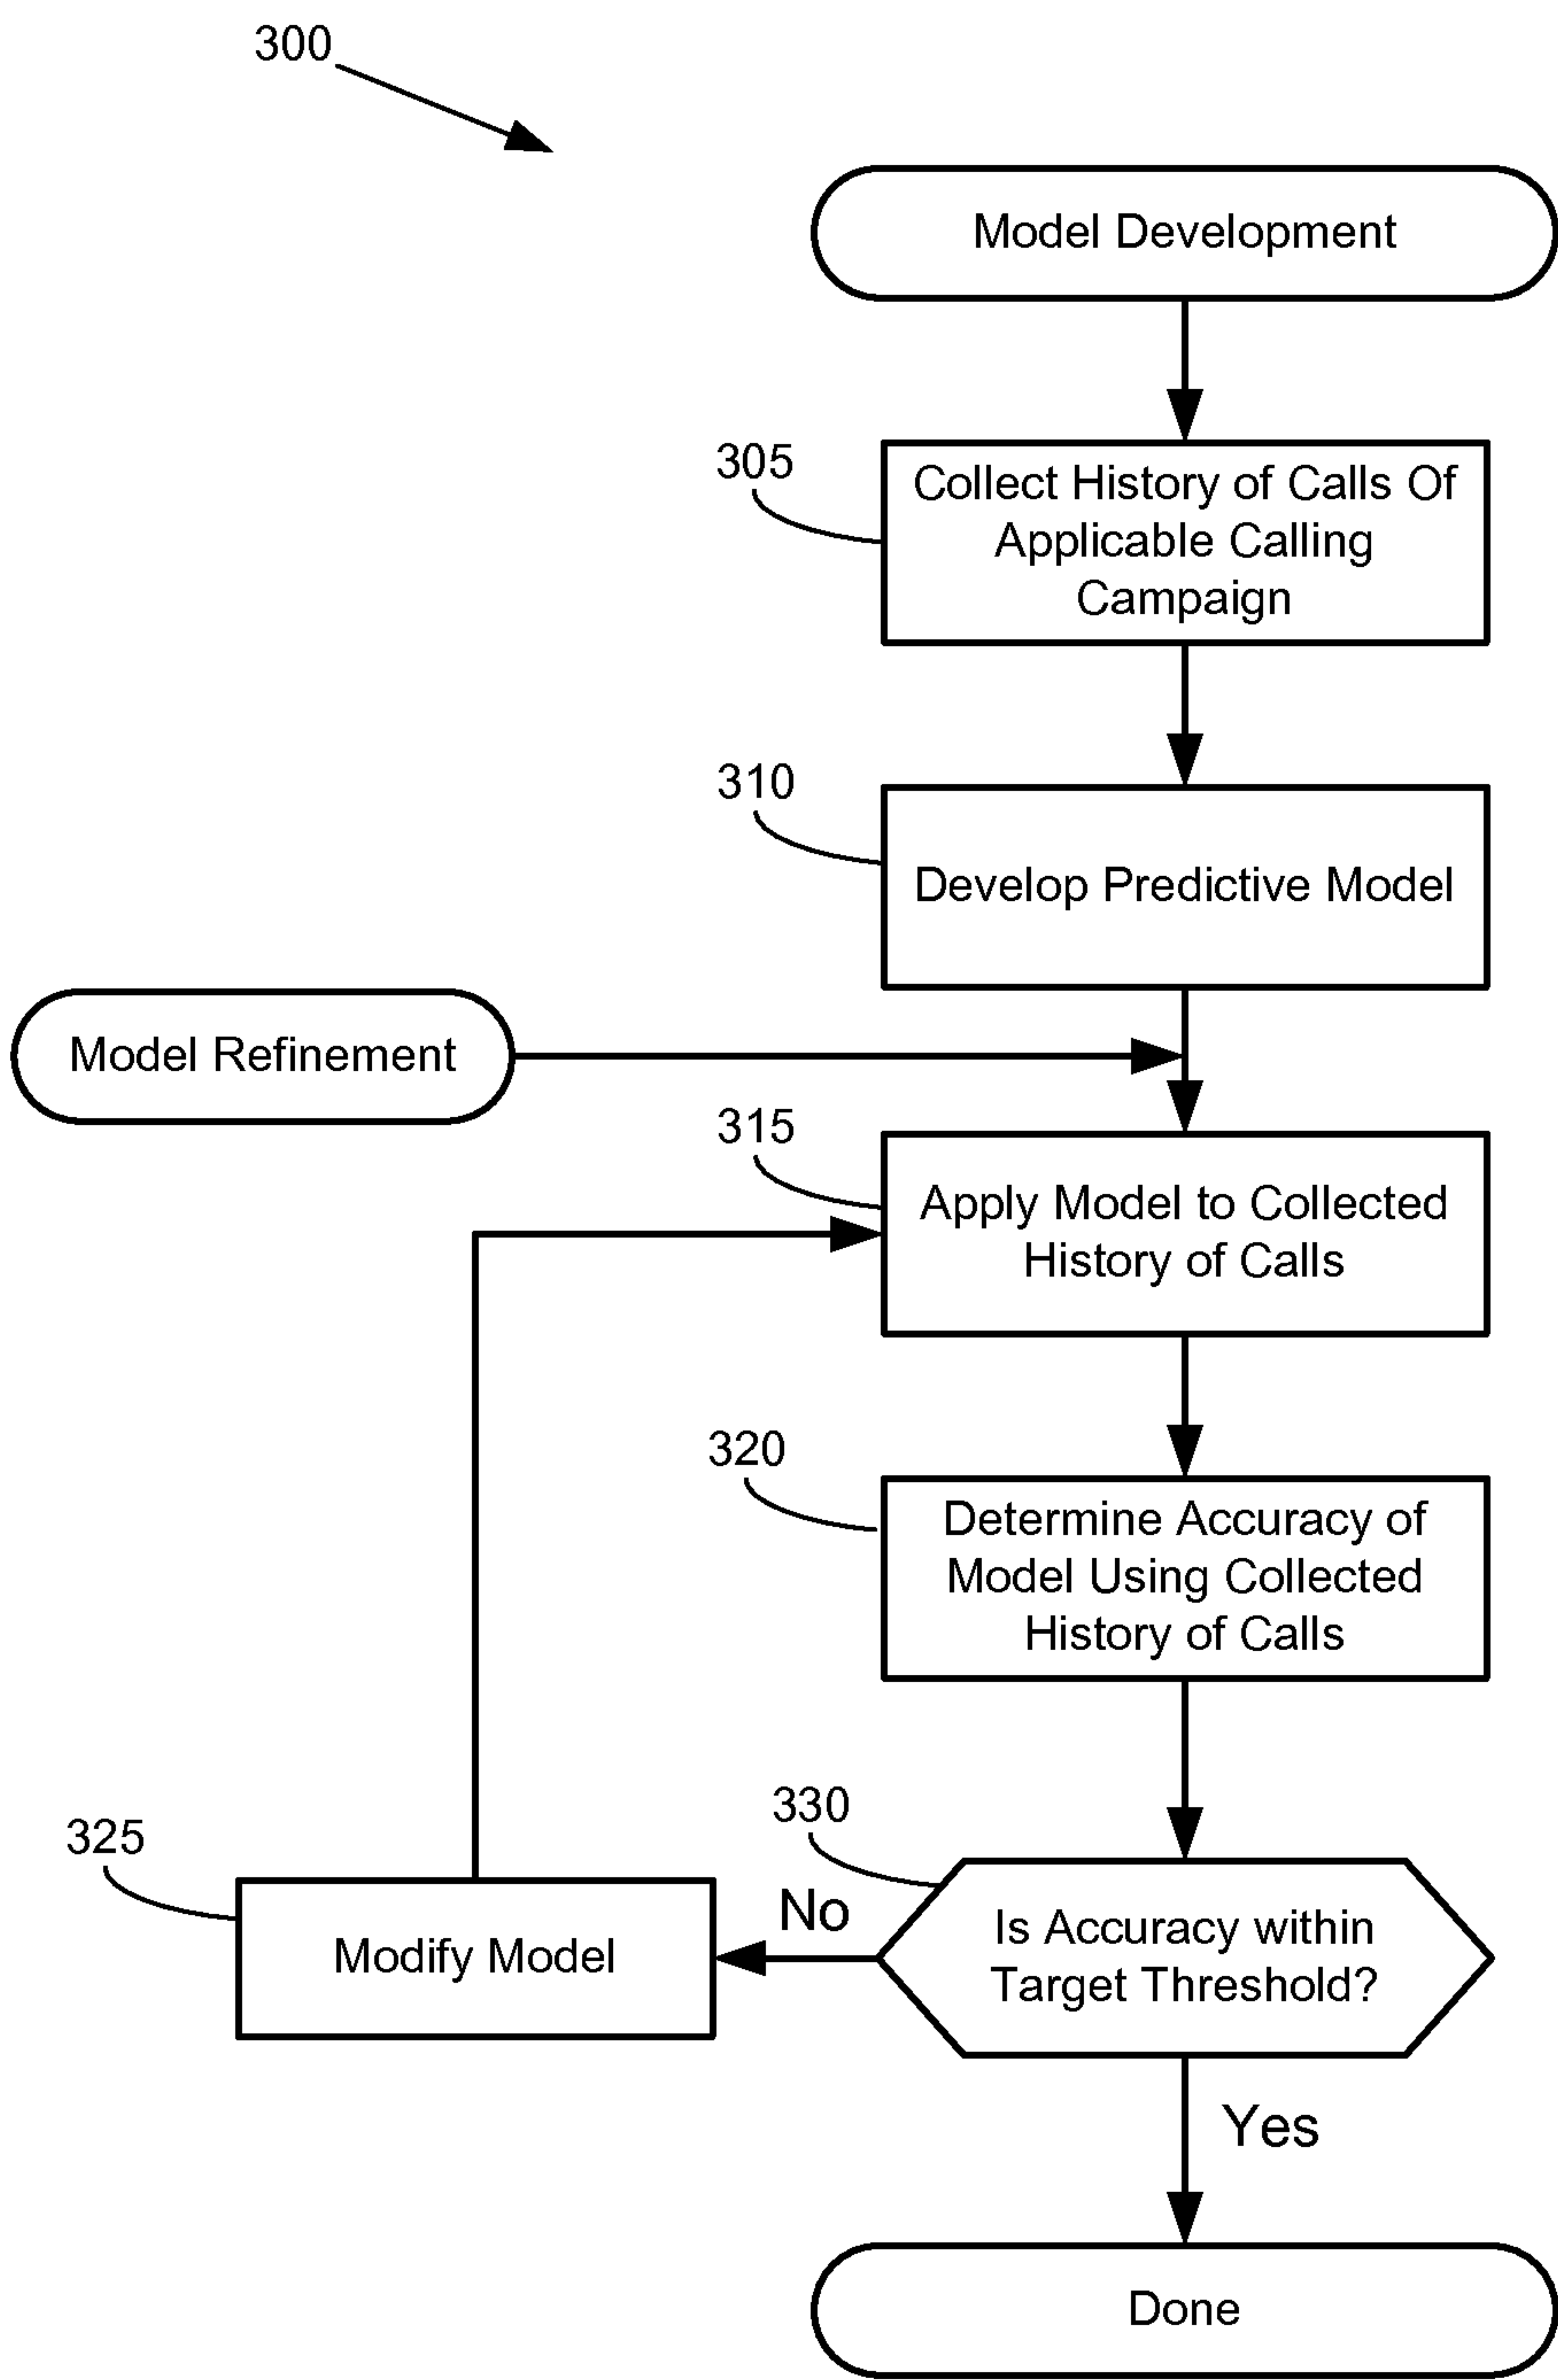 300
Model Development
305
Collect History of Calls Of
Applicable Calling
Campaign
310
Develop Predictive Model
Model Refinement
315
Apply Model to Collected
History of Calls
320
Determine Accuracy of
Model Using Collected
History of Calls
330
325
No
Is Accuracy within
Target Threshold?
Modify Model
Yes
Done